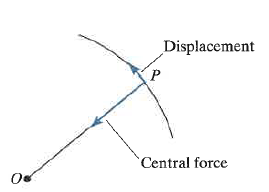 Displacement
P
Central force
O